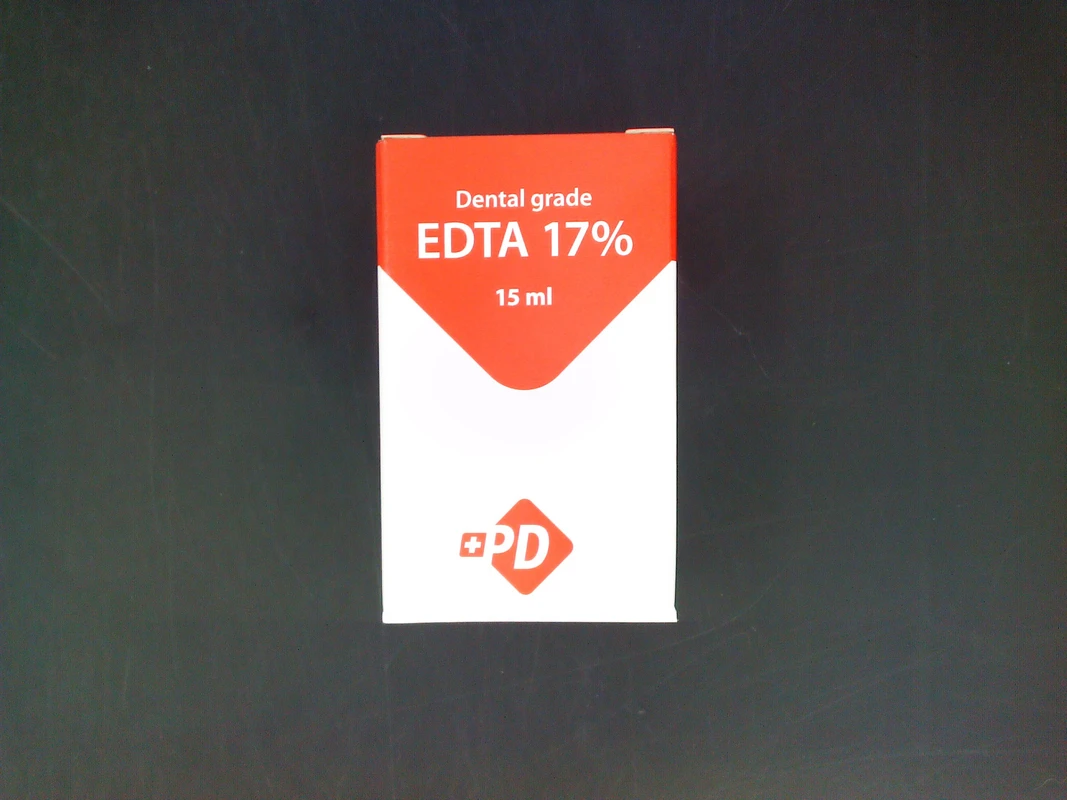 Dental grade
EDTA 17%
15 ml
PD